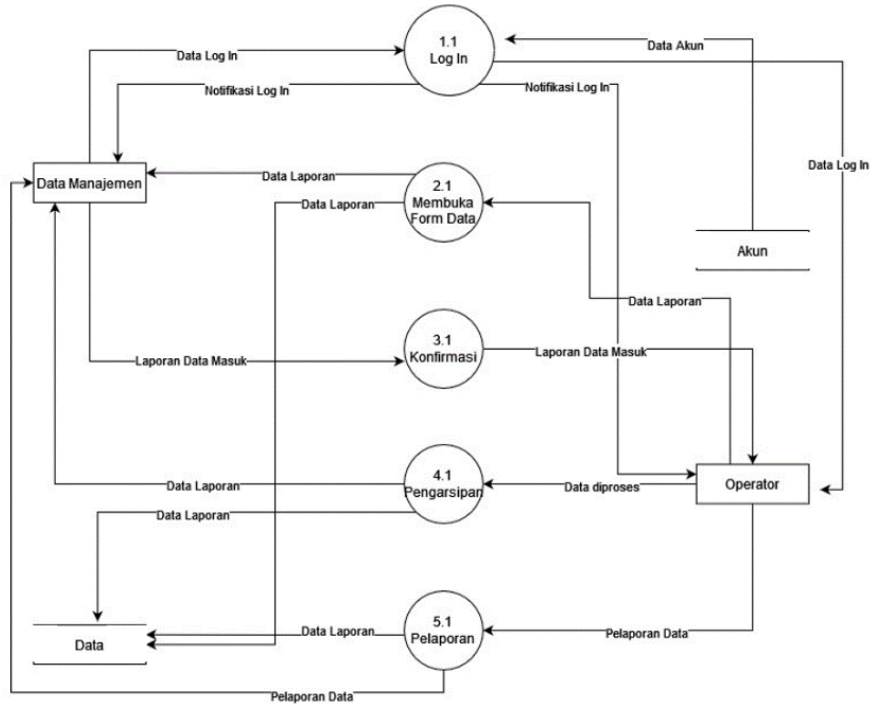 1.1
Log In
Data Log In
Data Akun
Notifikasi Log In
Notifikasi Log In
Data Log In
Data Manajemen
Data Laporan
2.1
Membuka
Form Data
Data Laporan
Akun
Data Laporan
3.1
Konfirmasi
Laporan Data Masuk
Laporan Data Masuk
4.1
Pengarsipan
Data Laporan
Data diproses
Operator
Data Laporan
5.1
Pelaporan
Data Laporan
Pelaporan Data
Data
Pelaporan Data